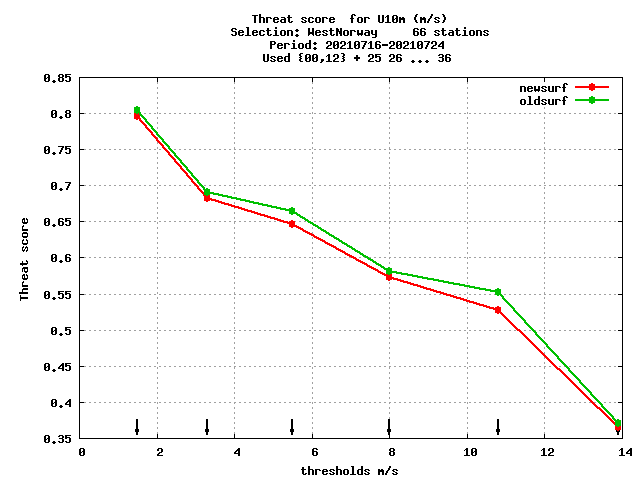 Threat score  for U10m (m/s)
Selection: WestNorway     66 stations
Period: 20210716-20210724
Used {00,12} + 25 26 ... 36
newsurf
oldsurf
0.85
0.8
0.75
0.7
0.65
0.6
0.55
0.5
0.45
0.4
0.35
Threat score
0 2 4 6 8 10 12 14
thresholds m/s